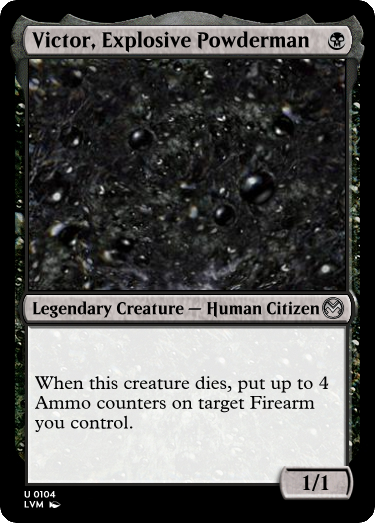 Victor, Explosive Powderman
Legendary Creature — Human Citizen
When this creature dies, put up to 4
Ammo counters on target Firearm
you control.
1/1
U 0104
LVM